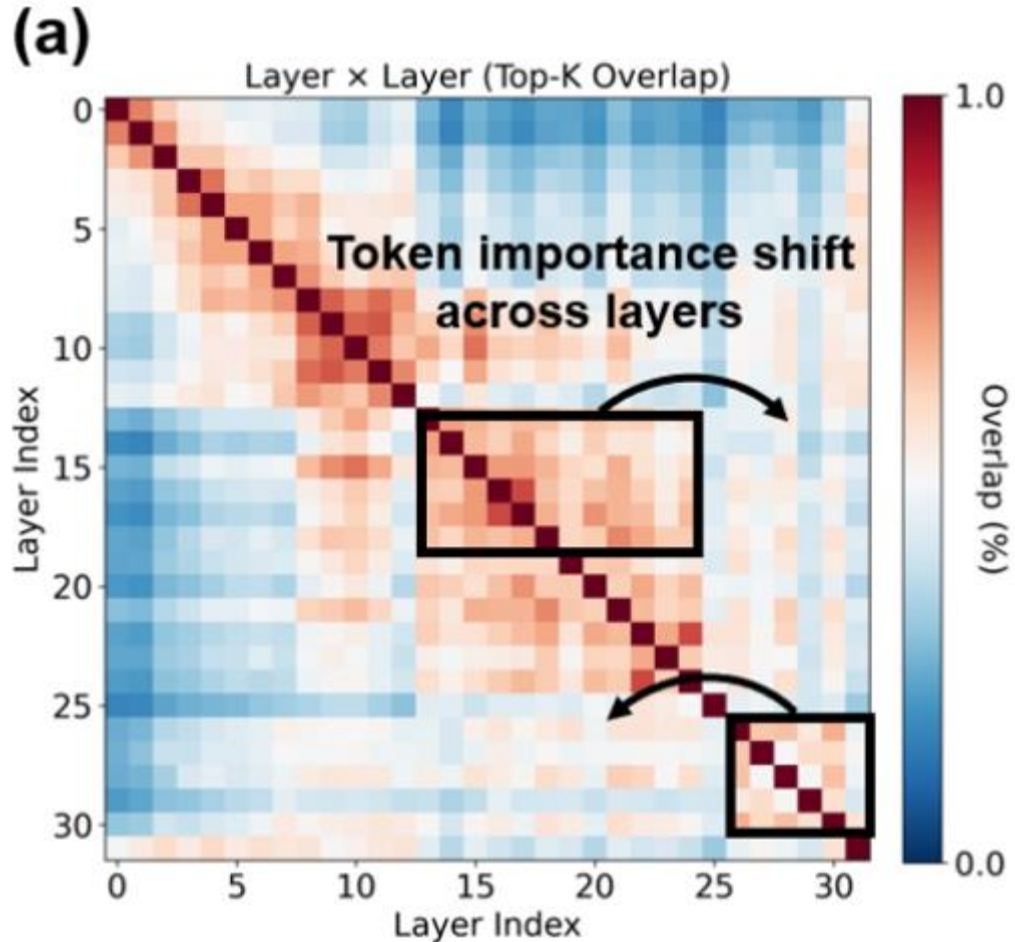 (a)
Layer × Layer (Top-K Overlap)
0
5
10
15
20
25
30
Layer Index
Token importance shift
across layers
0
5
10
15
20
25
30
Layer Index
1.0
0.0
Overlap (%)